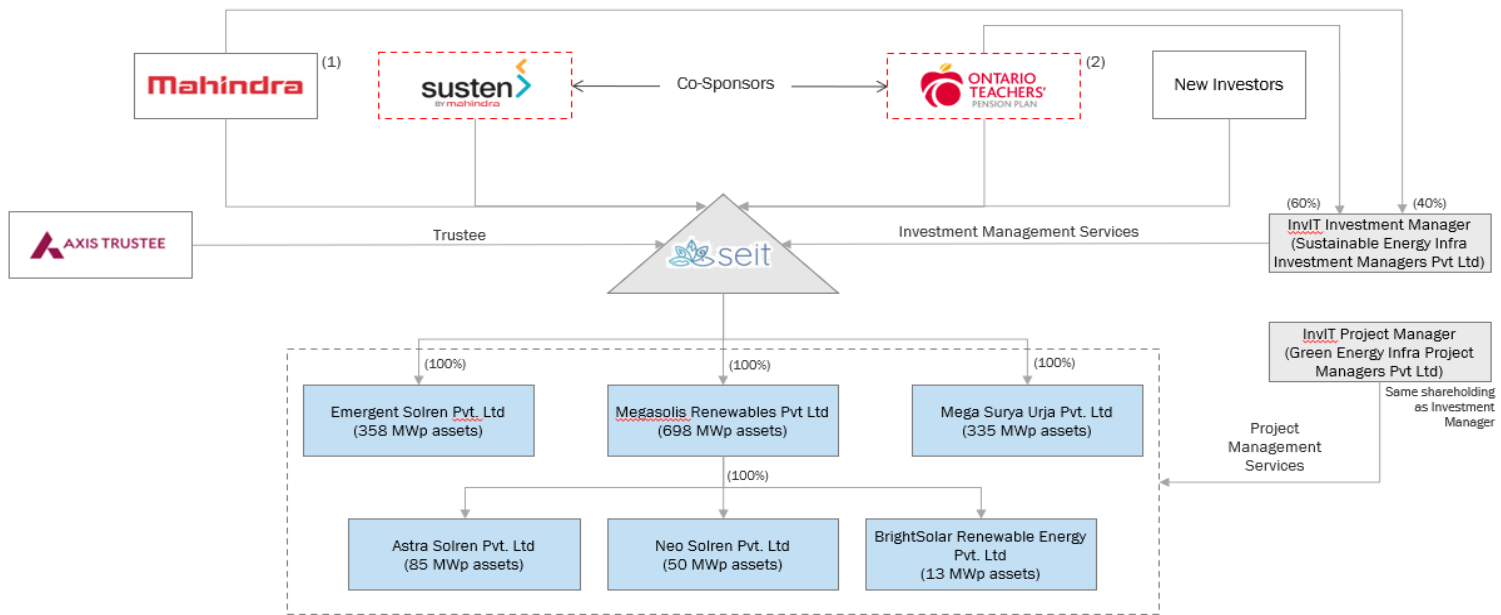 mahindra
(1)
susten
BY mahindra
Co-Sponsors
ONTARIO
TEACHERS'
PENSION PLAN
(2)
New Investors
AXIS TRUSTEE
Trustee
seit
Investment Management Services
(60%)
(40%)
InvIT Investment Manager
(Sustainable Energy Infra
Investment Managers Pvt Ltd)
InvIT Project Manager
(Green Energy Infra Project
Managers Pvt Ltd)
Same shareholding
as Investment
Manager
Project
Management
Services
(100%)
(100%)
(100%)
Emergent Solren Pvt. Ltd
(358 MWp assets)
Megasolis Renewables Pvt Ltd
(698 MWp assets)
Mega Surya Urja Pvt. Ltd
(335 MWp assets)
(100%)
Astra Solren Pvt. Ltd
(85 MWp assets)
Neo Solren Pvt. Ltd
(50 MWp assets)
BrightSolar Renewable Energy
Pvt. Ltd
(13 MWp assets)